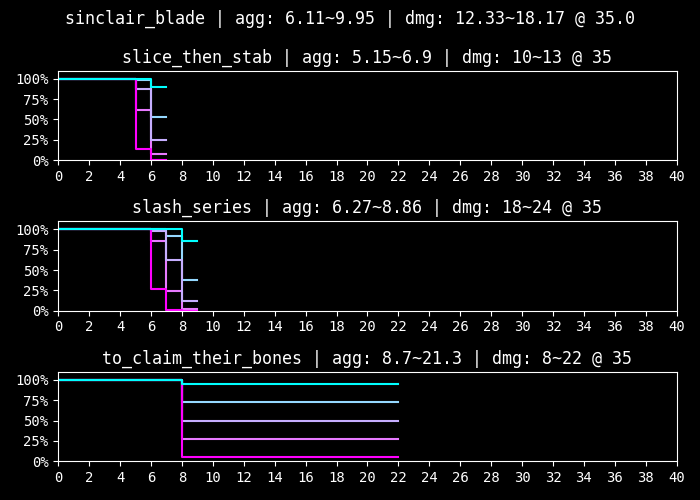 sinclair_blade | agg: 6.11~9.95 | dmg: 12.33~18.17 @ 35.0
slice_then_stab | agg: 5.15~6.9 | dmg: 10~13 @ 35
100%
75%
50%
25%
0%
0 2 4 6 8 10 12 14 16 18 20 22 24 26 28 30 32 34 36 38 40
slash_series | agg: 6.27~8.86 | dmg: 18~24 @ 35
100%
75%
50%
25%
0%
0 2 4 6 8 10 12 14 16 18 20 22 24 26 28 30 32 34 36 38 40
to_claim_their_bones | agg: 8.7~21.3 | dmg: 8~22 @ 35
100%
75%
50%
25%
0%
0 2 4 6 8 10 12 14 16 18 20 22 24 26 28 30 32 34 36 38 40